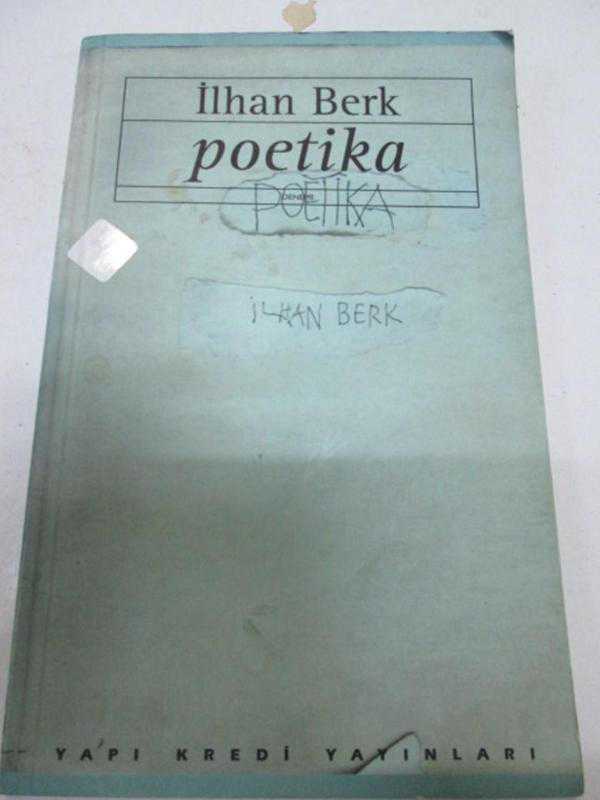 İlhan Berk
poetika
DENEME
POETİKA
İLHAN BERK
YAPI KREDİ YAYINLARI